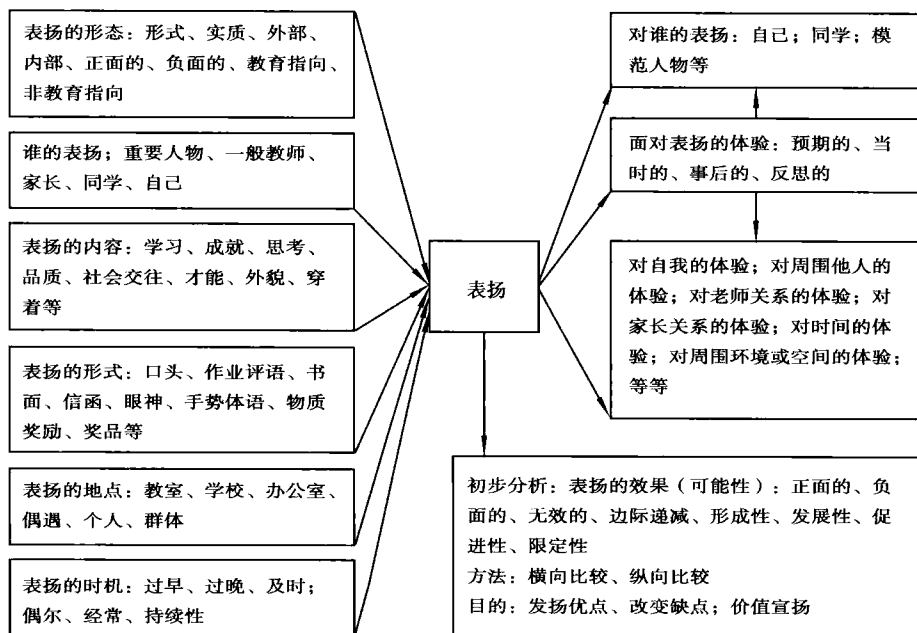 表扬的形态：形式、实质、外部、
内部、正面的、负面的、教育指向、
非教育指向
谁的表扬；重要人物、一般教师、
家长、同学、自己
表扬的内容：学习、成就、思考、
品质、社会交往、才能、外貌、穿
着等
表扬的形式：口头、作业评语、书
面、信函、眼神、手势体语、物质
奖励、奖品等
表扬的地点：教室、学校、办公室、
偶遇、个人、群体
表扬的时机：过早、过晚、及时；
偶尔、经常、持续性
表扬
对谁的表扬：自己；同学；模
范人物等
面对表扬的体验：预期的、当
时的、事后的、反思的
对自我的体验；对周围他人的
体验；对老师关系的体验；对
家长关系的体验；对时间的体
验；对周围环境或空间的体验；
等等
初步分析：表扬的效果（可能性）：正面的、负
面的、无效的、边际递减、形成性、发展性、促
进性、限定性
方法：横向比较、纵向比较
目的：发扬优点、改变缺点；价值宣扬